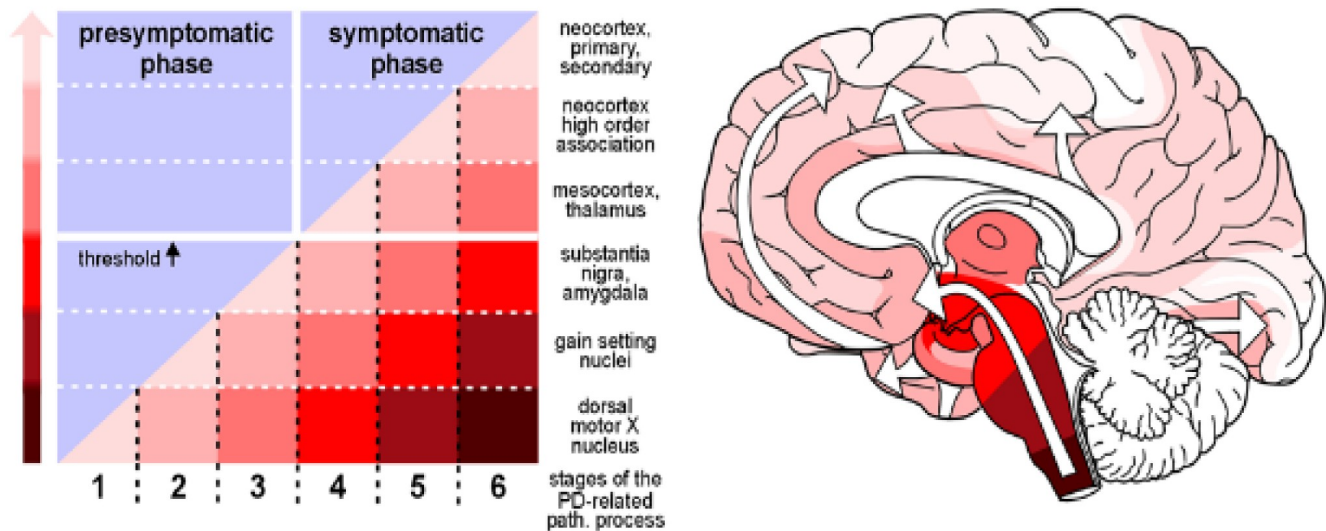 presymptomatic
phase
symptomatic
phase
neocortex,
primary,
secondary
neocortex
high order
association
mesocortex,
thalamus
threshold
substantia
nigra,
amygdala
gain setting
nuclei
dorsal
motor X
nucleus
1 2 3 4 5 6
stages of the
PD-related
path. process